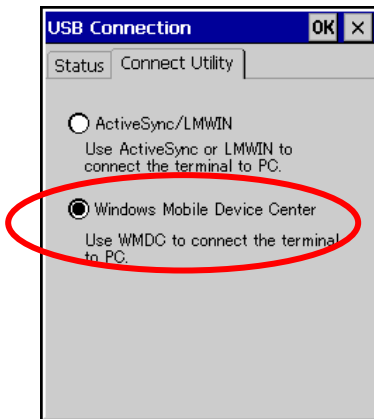 USB Connection OK ×
Status Connect Utility
ActiveSync/LMWIN
Use ActiveSync or LMWIN to
connect the terminal to PC.
Windows Mobile Device Center
Use WMDC to connect the terminal
to PC.